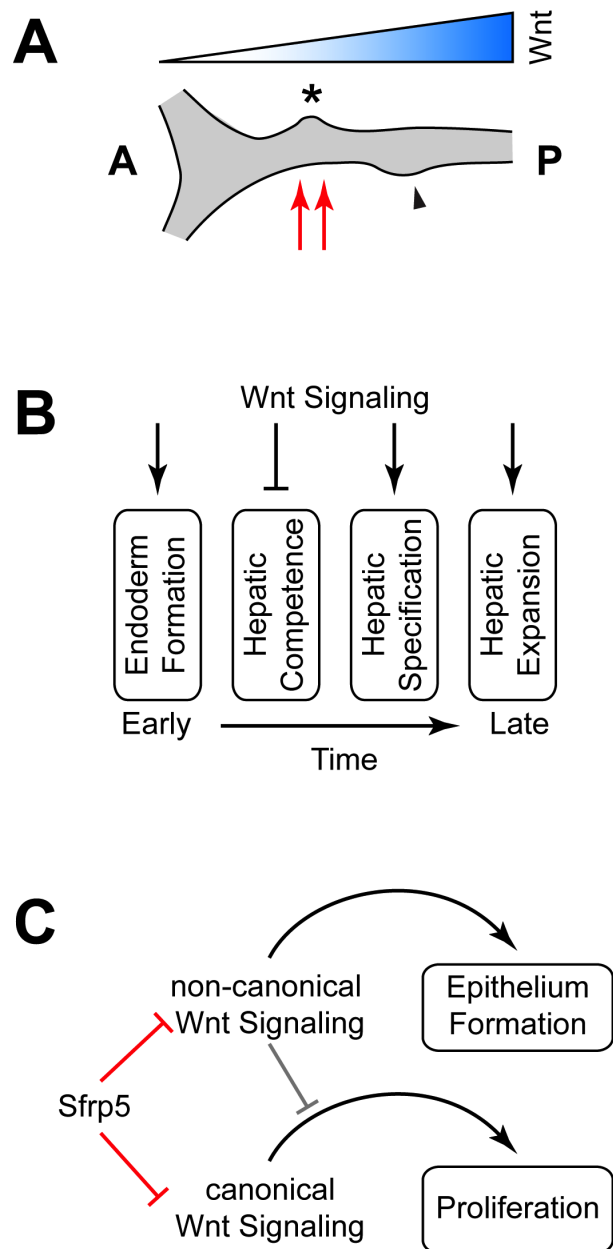 A
Wnt
*
A
P
B
Wnt Signaling
Endoderm
Formation
Hepatic
Competence
Hepatic
Specification
Hepatic
Expansion
Early
Late
Time
C
non-canonical
Wnt Signaling
Epithelium
Formation
Sfrp5
canonical
Wnt Signaling
Proliferation